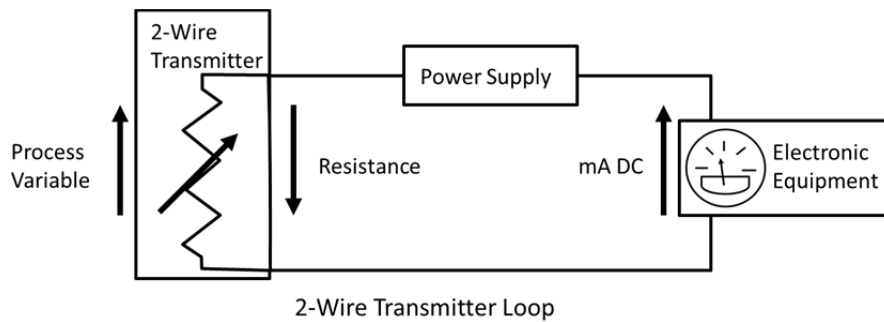 2-Wire
Transmitter
Power Supply
Process
Variable
Resistance
mA DC
Electronic
Equipment
2-Wire Transmitter Loop